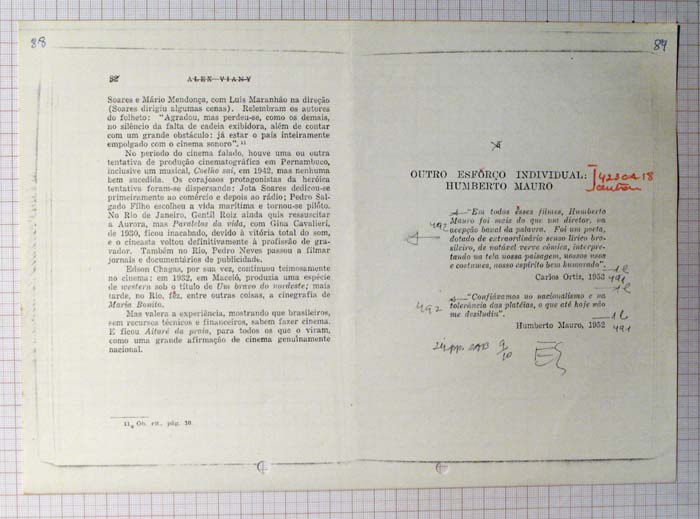 88
82 ALEX VIANY
Soares e Mário Mendonça, com Luís Maranhão na direção
(Soares dirigiu algumas cenas). Relembram os autores
do folheto: "Agradou, mas perdeu-se, como os demais,
no silêncio da falta de cadeia exibidora, além de contar
com um grande obstáculo: já estar o país inteiramente
empolgado com o cinema sonoro". 11
No período do cinema falado, houve uma ou outra
tentativa de produção cinematográfica em Pernambuco,
inclusive um musical, Coelho sai, em 1942, mas nenhuma
bem sucedida. Os corajosos protagonistas da heróica
tentativa foram-se dispersando: Jota Soares dedicou-se
primeiramente ao comércio e depois ao rádio; Pedro Sal-
gado Filho escolheu a vida marítima e tornou-se pilôto.
No Rio de Janeiro, Gentil Roiz ainda quis ressuscitar
a Aurora, mas Paralelos da vida, com Gina Cavalieri,
de 1930, ficou inacabado, devido à vitória total do som,
e o cineasta voltou definitivamente à profissão de gra-
vador. Também no Rio, Pedro Neves passou a filmar
jornais e documentários de publicidade.
Edson Chagas, por sua vez, continuou teimosamente
no cinema: em 1932, em Maceió, produziu uma espécie
de western sob o título de Um bravo do nordeste; mais
tarde, no Rio, fêz, entre outras coisas, a cinegrafia de
Maria Bonita.
Mas valera a experiência, mostrando que brasileiros,
sem recursos técnicos e financeiros, sabem fazer cinema.
E ficou Aitaré da praia, para todos os que o viram,
como uma grande afirmação de cinema genuìnamente
nacional.
11. Ob. cit., pág. 10.
89
OUTRO ESFÔRÇO INDIVIDUAL:
HUMBERTO MAURO
423CA18
"Em todos êsses filmes, Humberto
Mauro foi mais do que um diretor, na
acepção banal da palavra. Foi um poeta,
dotado de extraordinário senso lírico bra-
sileiro, de notável verve cômica, interpre-
tando na tela nossa paisagem, nossos usos
e costumes, nosso espírito bem humorado".
492
Carlos Ortiz, 1953
491
"Confiávamos no nacionalismo e na
tolerância das platéias, o que até hoje não
me desiludiu".
492
Humberto Mauro, 1952
491